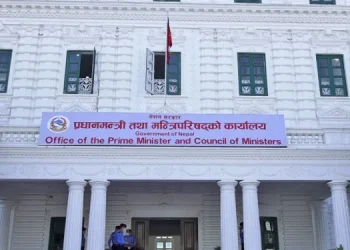 नेपाल सरकार
प्रधानमन्त्री तथा मन्त्रिपरिषद्को कार्यालय
Government of Nepal
Office of the Prime Minister and Council of Ministers